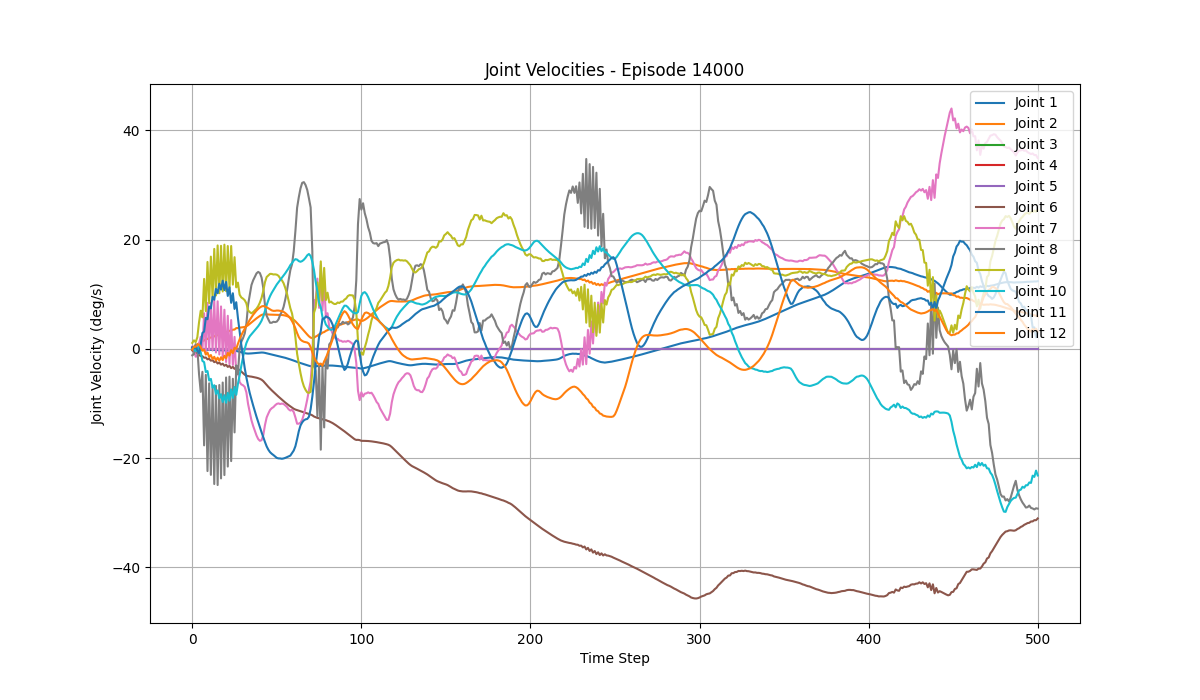 Joint Velocities - Episode 14000
Joint Velocity (deg/s)
40
20
0
−20
−40
0
100
200
300
400
500
Time Step
Joint 1
Joint 2
Joint 3
Joint 4
Joint 5
Joint 6
Joint 7
Joint 8
Joint 9
Joint 10
Joint 11
Joint 12